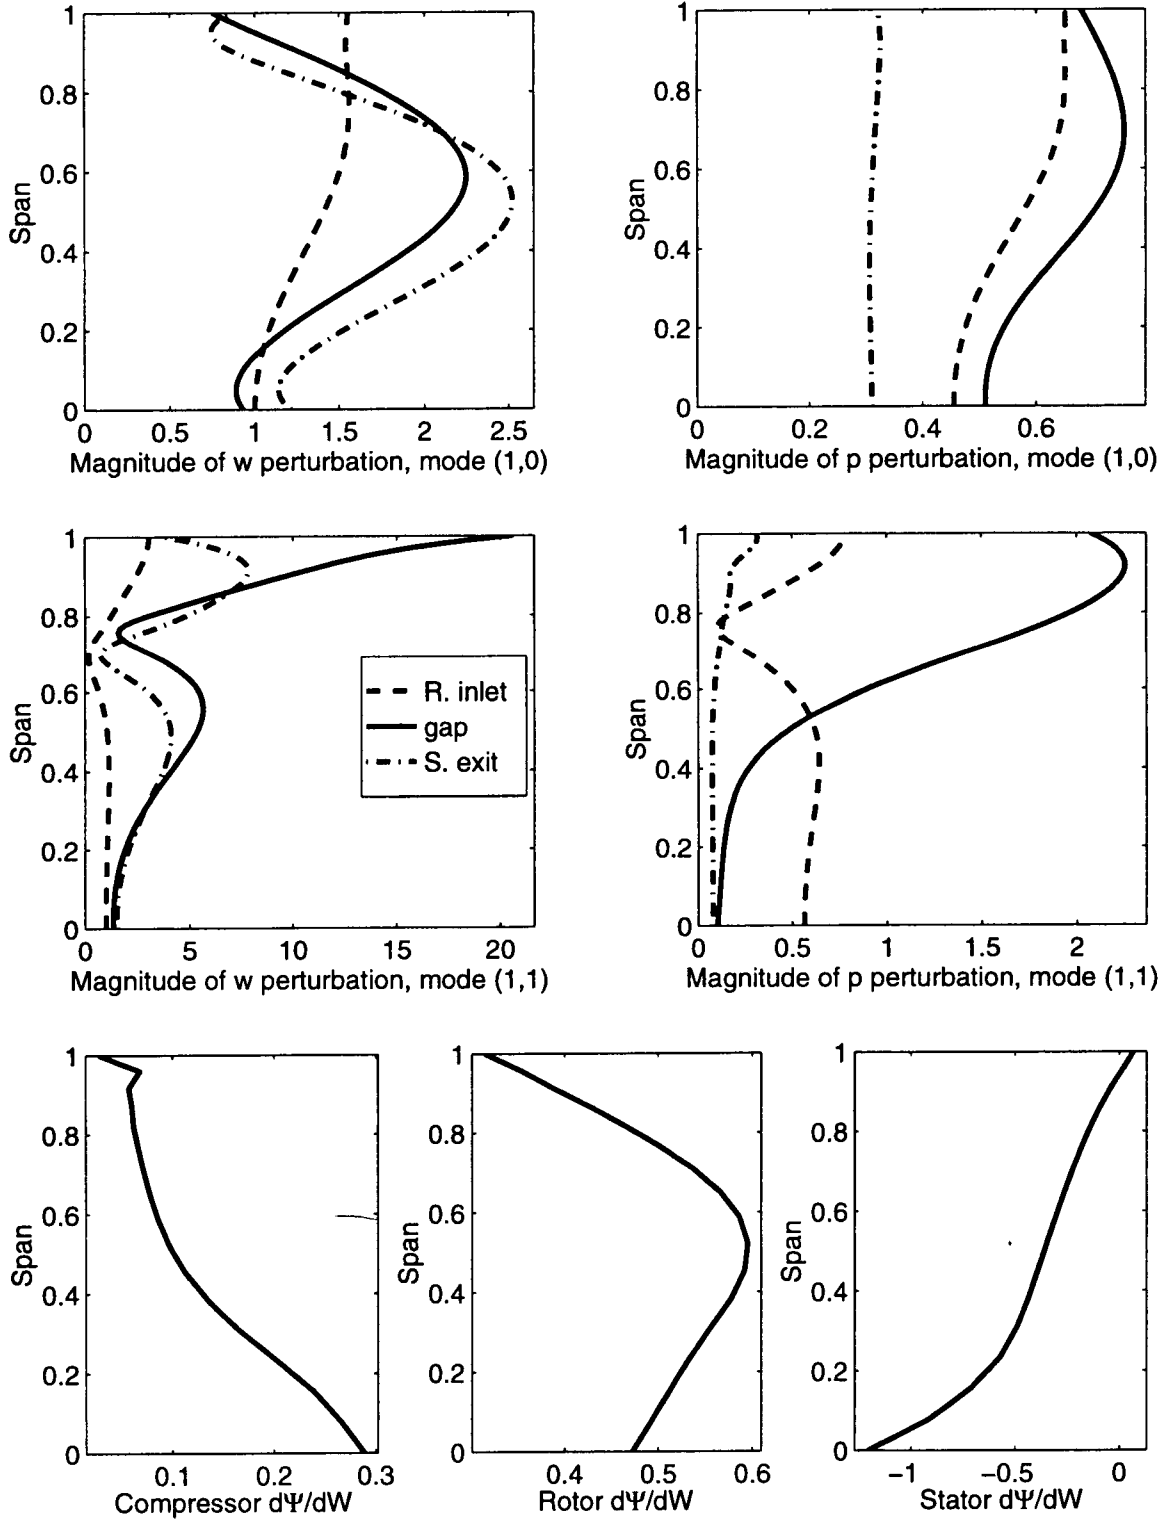 1
0.8
0.6
0.4
0.2
0
Span
0 0.5 1 1.5 2 2.5
Magnitude of w perturbation, mode (1,0)
1
0.8
0.6
0.4
0.2
0
Span
0 0.2 0.4 0.6
Magnitude of p perturbation, mode (1,0)
1
0.8
0.6
0.4
0.2
0
Span
R. inlet
gap
S. exit
0 5 10 15 20
Magnitude of w perturbation, mode (1,1)
1
0.8
0.6
0.4
0.2
0
Span
0 0.5 1 1.5 2
Magnitude of p perturbation, mode (1,1)
1
0.8
0.6
0.4
0.2
0
Span
0.1 0.2 0.3
Compressor dΨ/dW
1
0.8
0.6
0.4
0.2
0
Span
0.4 0.5 0.6
Rotor dΨ/dW
1
0.8
0.6
0.4
0.2
0
Span
−1 −0.5 0
Stator dΨ/dW